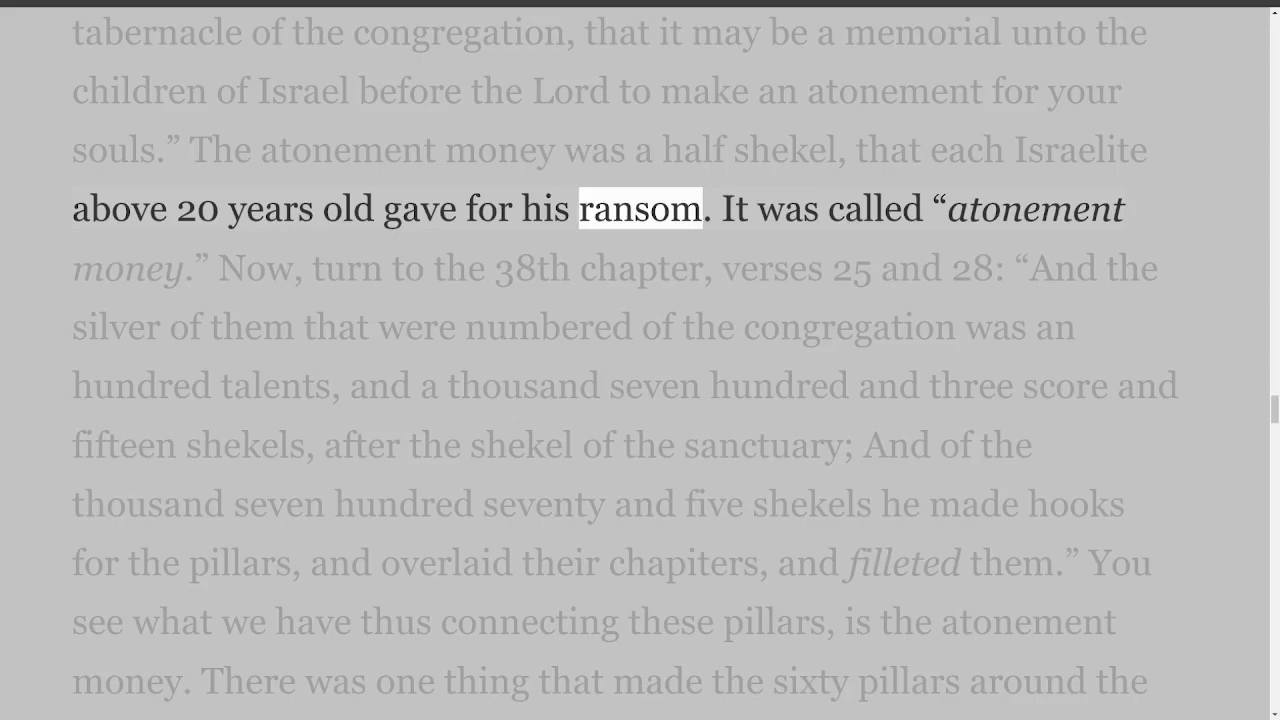 tabernacle of the congregation, that it may be a memorial unto the
children of Israel before the Lord to make an atonement for your
souls.” The atonement money was a half shekel, that each Israelite
above 20 years old gave for his ransom. It was called “atonement
money.” Now, turn to the 38th chapter, verses 25 and 28: “And the
silver of them that were numbered of the congregation was an
hundred talents, and a thousand seven hundred and three score and
fifteen shekels, after the shekel of the sanctuary; And of the
thousand seven hundred seventy and five shekels he made hooks
for the pillars, and overlaid their chapiters, and filleted them.” You
see what we have thus connecting these pillars, is the atonement
money. There was one thing that made the sixty pillars around the